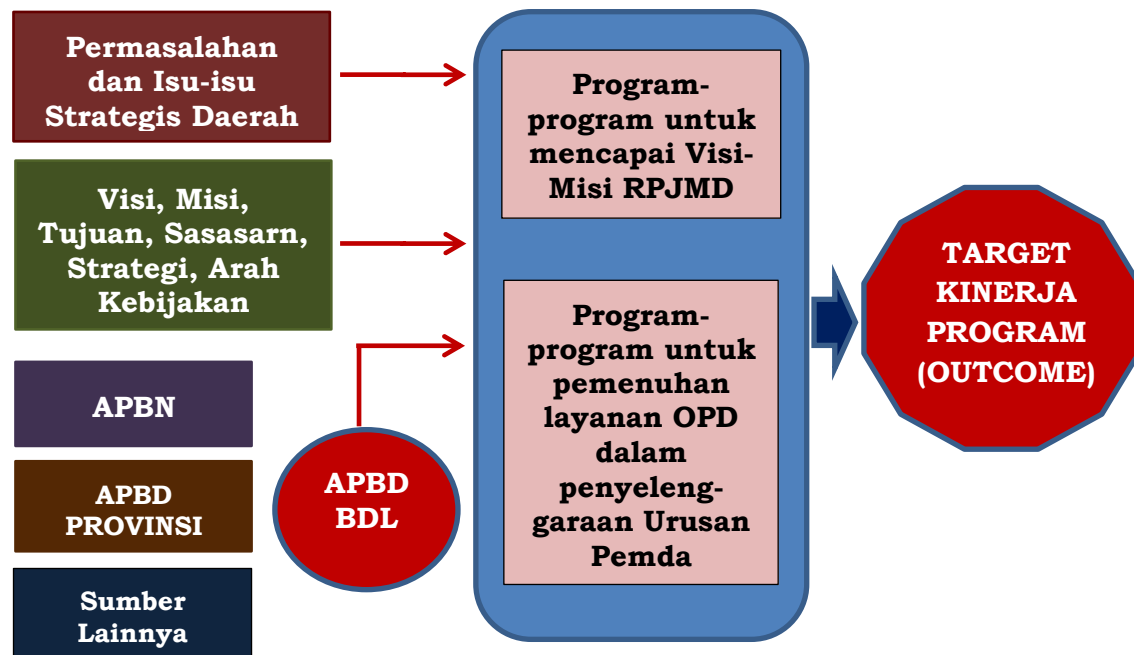 Permasalahan
dan Isu-isu
Strategis Daerah
Visi, Misi,
Tujuan, Sasasarn,
Strategi, Arah
Kebijakan
APBN
APBD
PROVINSI
Sumber
Lainnya
APBD
BDL
Program-
program untuk
mencapai Visi-
Misi RPJMD
Program-
program untuk
pemenuhan
layanan OPD
dalam
penyeleng-
garaan Urusan
Pemda
TARGET
KINERJA
PROGRAM
(OUTCOME)